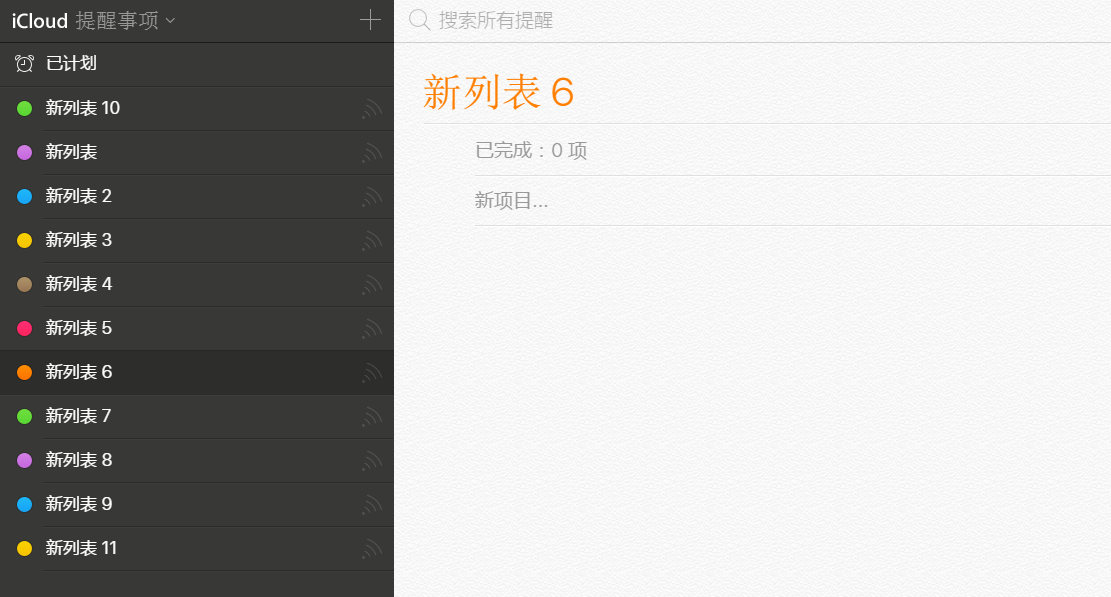 iCloud 提醒事项
已计划
新列表 10
新列表
新列表 2
新列表 3
新列表 4
新列表 5
新列表 6
新列表 7
新列表 8
新列表 9
新列表 11
搜索所有提醒
新列表 6
已完成：0 项
新项目...